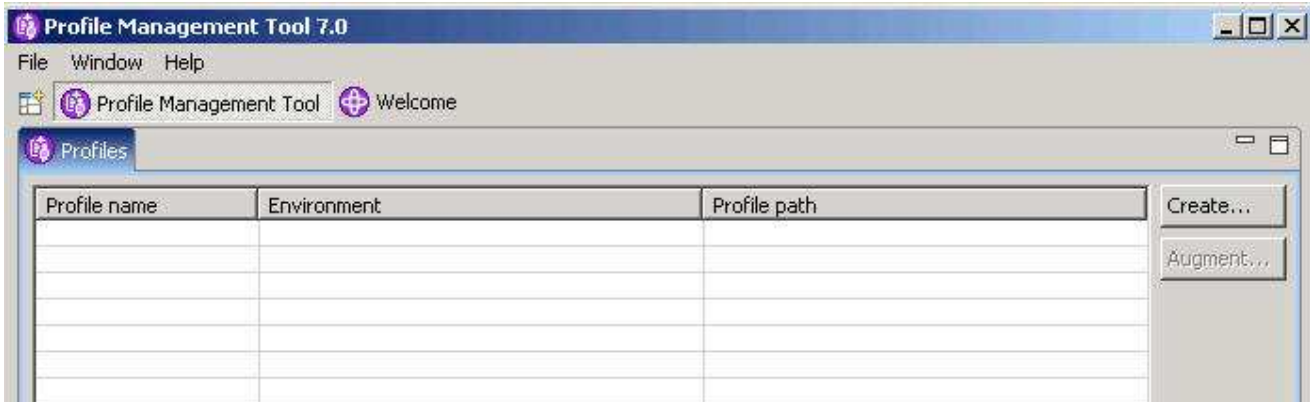 Profile Management Tool 7.0
File Window Help
Profile Management Tool Welcome
Profiles
Profile name Environment Profile path Create...
Augment...